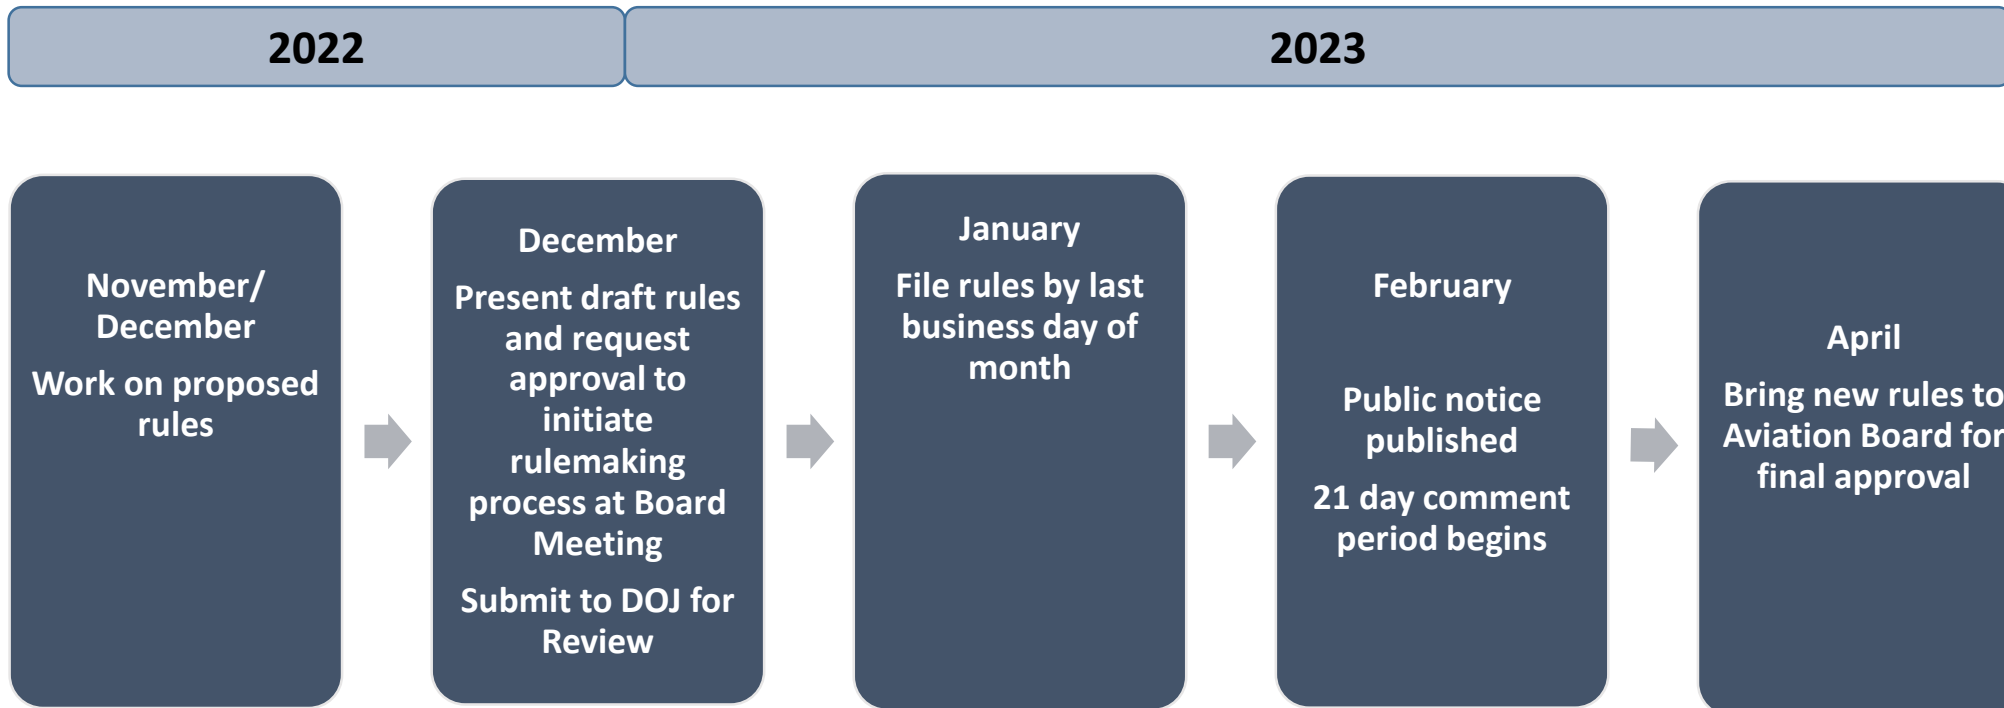 2022
2023
November/
December
Work on proposed
rules
December
Present draft rules
and request
approval to
initiate
rulemaking
process at Board
Meeting
Submit to DOJ for
Review
January
File rules by last
business day of
month
February
Public notice
published
21 day comment
period begins
April
Bring new rules to
Aviation Board for
final approval